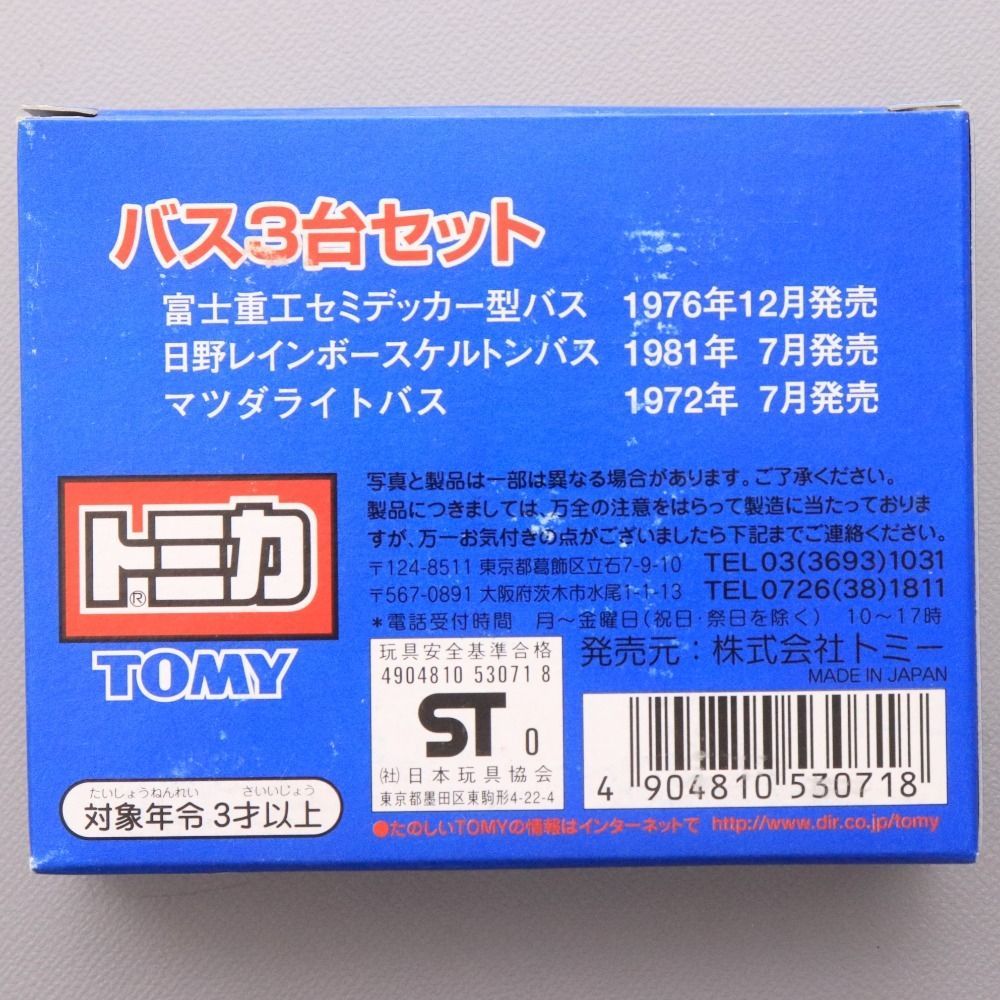 バス3台セット
富士重工セミデッカー型バス 1976年12月発売
日野レインボースケルトンバス 1981年 7月発売
マツダライトバス 1972年 7月発売
トミカ®
TOMY
写真と製品は一部は異なる場合があります。ご了承ください。
製品につきましては、万全の注意をはらって製造に当たっておりま
すが、万一お気付きの点がございましたら下記までご連絡ください。
〒124-8511 東京都葛飾区立石7-9-10 TEL03(3693)1031
〒567-0891 大阪府茨木市水尾1-1-13 TEL0726(38)1811
*電話受付時間 月~金曜日(祝日・祭日を除く) 10~17時
発売元:株式会社トミー
MADE IN JAPAN
玩具安全基準合格
4904810 53071 8
ST 0
(社)日本玩具協会
東京都墨田区東駒形4-22-4
4 904810 530718
たいしょうねんれい さいいじょう
対象年令 3才以上
●たのしいTOMYの情報はインターネットで http://www.dir.co.jp/tomy